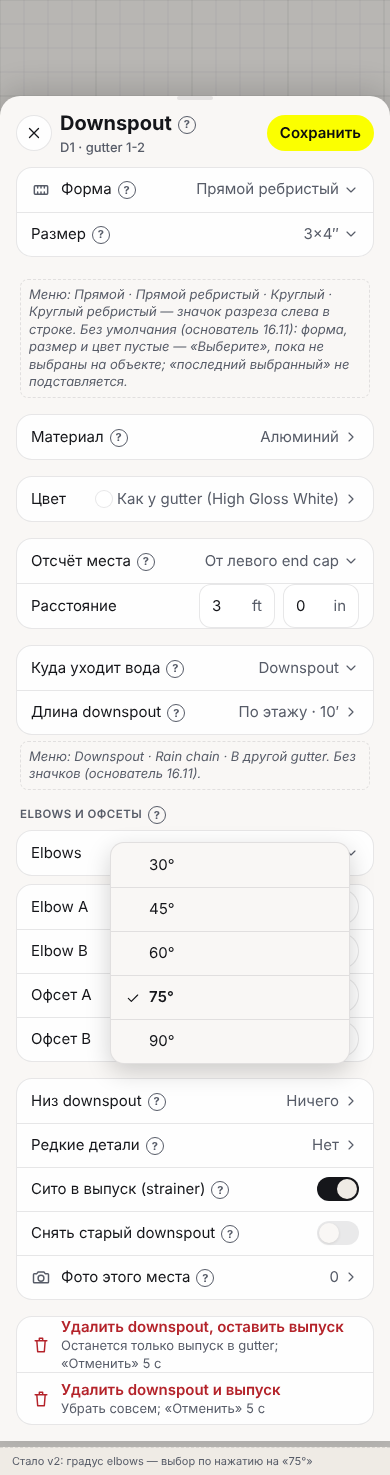 Downspout ?
Сохранить
D1 · gutter 1-2
Форма ? Прямой ребристый
Размер ? 3×4″
Меню: Прямой · Прямой ребристый · Круглый ·
Круглый ребристый — значок разреза слева в
строке. Без умолчания (основатель 16.11): форма,
размер и цвет пустые — «Выберите», пока не
выбраны на объекте; «последний выбранный» не
подставляется.
Материал ? Алюминий
Цвет Как у gutter (High Gloss White)
Отсчёт места ? От левого end cap
Расстояние 3 ft 0 in
Куда уходит вода ? Downspout
Длина downspout ? По этажу · 10′
Меню: Downspout · Rain chain · В другой gutter. Без
значков (основатель 16.11).
ELBOWS И ОФСЕТЫ ?
Elbows
30°
45°
Elbow A
Elbow B
60°
Офсет A
75°
Офсет B
90°
Низ downspout ? Ничего
Редкие детали ? Нет
Сито в выпуск (strainer) ?
Снять старый downspout ?
Фото этого места ? 0
Удалить downspout, оставить выпуск
Останется только выпуск в gutter;
«Отменить» 5 с
Удалить downspout и выпуск
Убрать совсем; «Отменить» 5 с
Стало v2: градус elbows — выбор по нажатию на «75°»